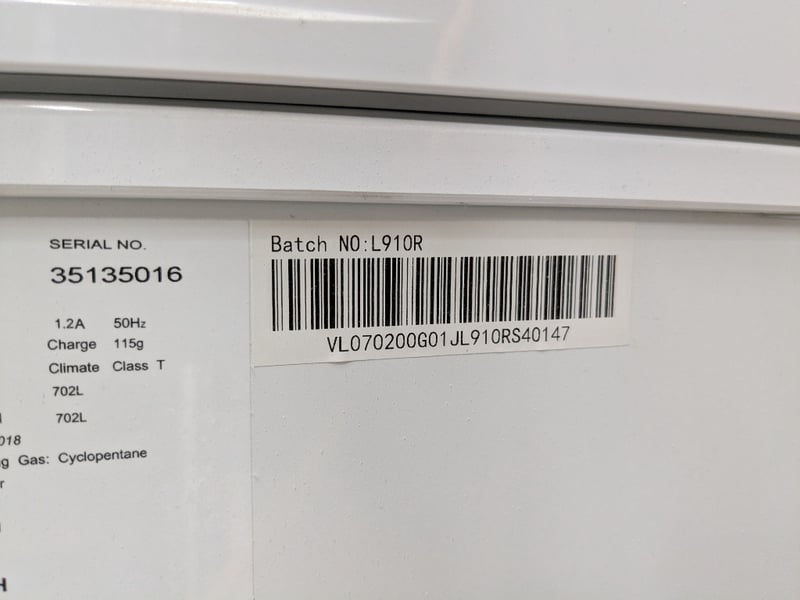 SERIAL NO.
35135016
1.2A 50Hz
Charge 115g
Climate Class T
702L
702L
018
g Gas: Cyclopentane
r
H
Batch NO:L910R
VL070200G01JL910RS40147